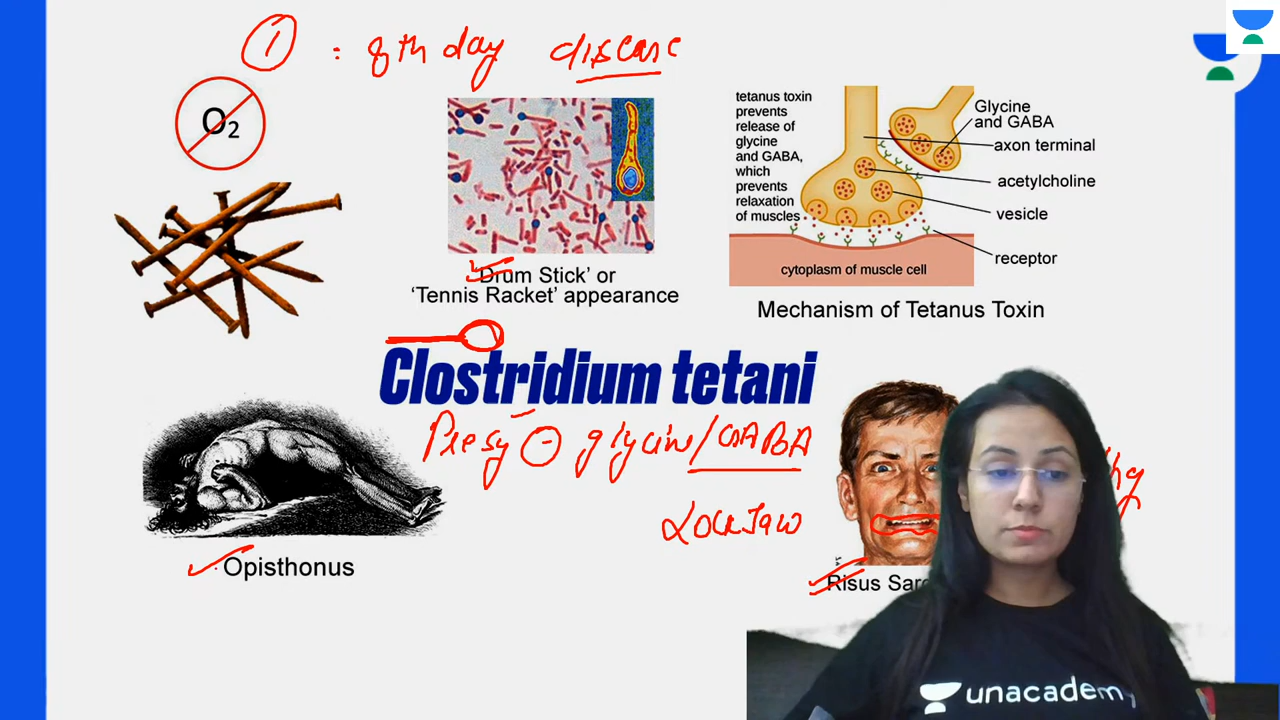 1 : 8th day disease
O₂
'Drum Stick' or
'Tennis Racket' appearance
tetanus toxin
prevents
release of
glycine
and GABA,
which
prevents
relaxation
of muscles
Glycine
and GABA
axon terminal
acetylcholine
vesicle
receptor
cytoplasm of muscle cell
Mechanism of Tetanus Toxin
Clostridium tetani
Presy ⊖ glycine/GABA
Lock Jaw
Opisthonus
Risus
unacademy